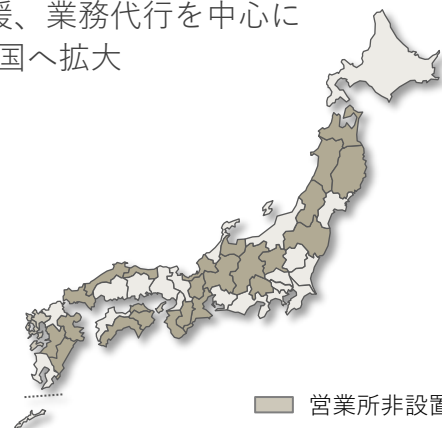 援、業務代行を中心に
国へ拡大
営業所非設置